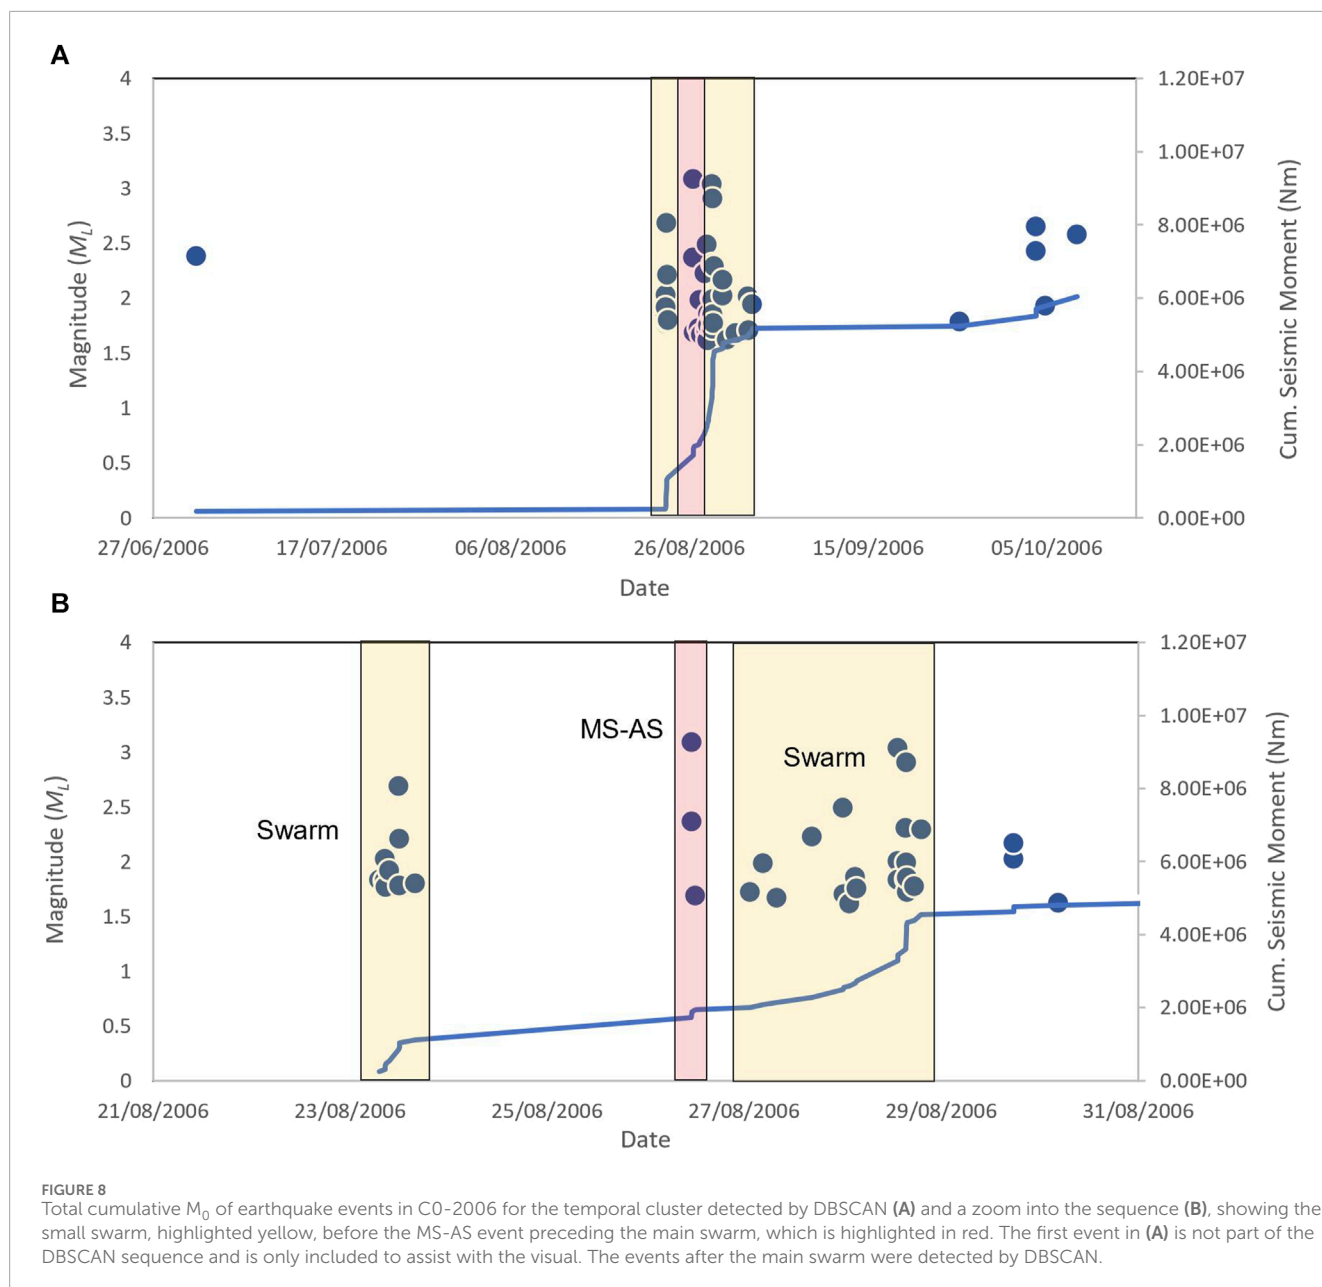 A
4
3.5
3
2.5
2
1.5
1
0.5
0
Magnitude (ML)
1.20E+07
1.00E+07
8.00E+06
6.00E+06
4.00E+06
2.00E+06
0.00E+00
Cum. Seismic Moment (Nm)
27/06/2006 17/07/2006 06/08/2006 26/08/2006 15/09/2006 05/10/2006
Date
B
4
3.5
3
2.5
2
1.5
1
0.5
0
Magnitude (ML)
Swarm
MS-AS
Swarm
1.20E+07
1.00E+07
8.00E+06
6.00E+06
4.00E+06
2.00E+06
0.00E+00
Cum. Seismic Moment (Nm)
21/08/2006 23/08/2006 25/08/2006 27/08/2006 29/08/2006 31/08/2006
Date
FIGURE 8
Total cumulative M0 of earthquake events in C0-2006 for the temporal cluster detected by DBSCAN (A) and a zoom into the sequence (B), showing the
small swarm, highlighted yellow, before the MS-AS event preceding the main swarm, which is highlighted in red. The first event in (A) is not part of the
DBSCAN sequence and is only included to assist with the visual. The events after the main swarm were detected by DBSCAN.